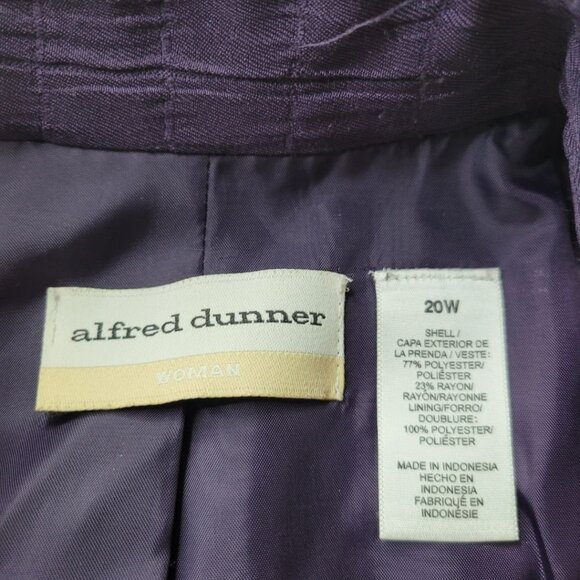 alfred dunner
WOMAN
20W
SHELL /
CAPA EXTERIOR DE
LA PRENDA / VESTE:
77% POLYESTER/
POLIÉSTER
23% RAYON/
RAYÓN/RAYONNE
LINING/FORRO/
DOUBLURE:
100% POLYESTER/
POLIÉSTER
MADE IN INDONESIA
HECHO EN
INDONESIA
FABRIQUÉ EN
INDONÉSIE